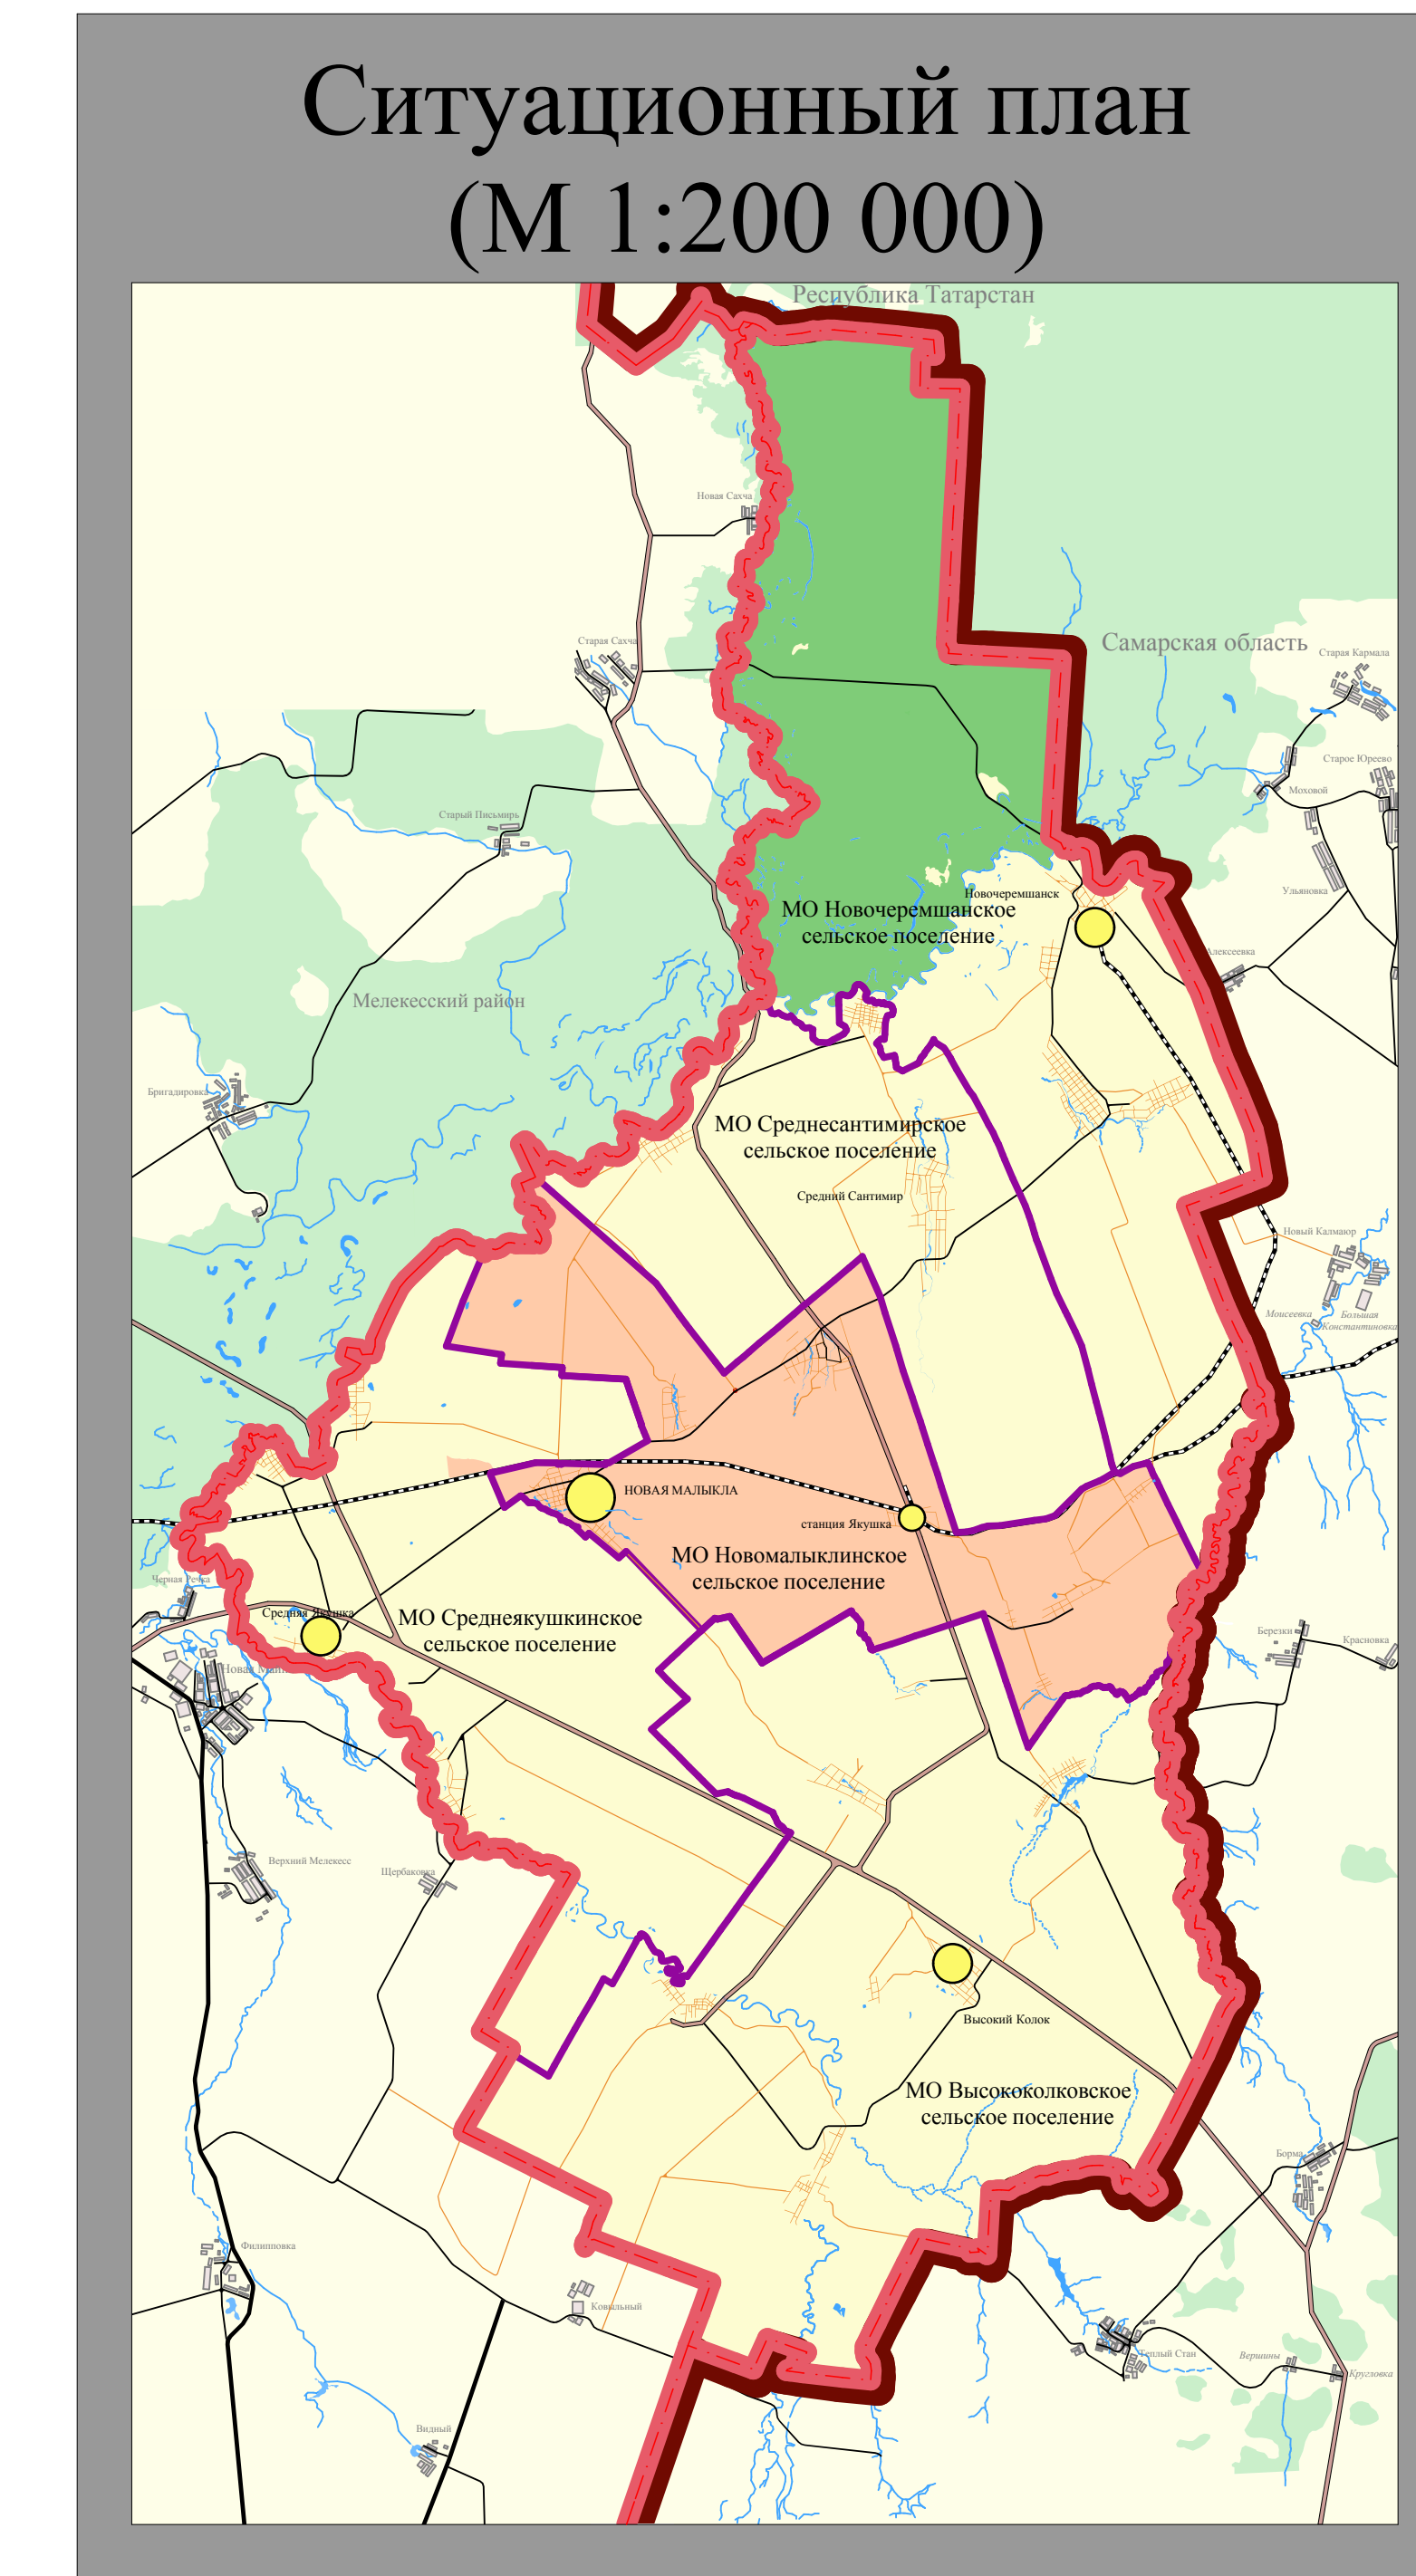 Ситуационный план
(М 1:200 000)
Республика Татарстан
Новая Сахча
Старая Сахча
Самарская область
Старая Кармала
Старое Юреево
Моховой
Старый Письмирь
Ульяновка
Новочеремшанск
МО Новочеремшанское
сельское поселение
Алексеевка
Мелекесский район
Бригадировка
МО Среднесантимирское
сельское поселение
Средний Сантимир
Новый Калмаюр
Моисеевка
Большая
Константиновка
НОВАЯ МАЛЫКЛА
станция Якушка
МО Новомалыклинское
сельское поселение
Черная Речка
Средняя Якушка
МО Среднеякушкинское
сельское поселение
Березки
Красновка
Новая Майна
Верхний Мелекесс
Щербаковка
Высокий Колок
МО Высококолковское
сельское поселение
Борма
Филипповка
Ковыльный
Теплый Стан
Вершины
Кругловка
Видный